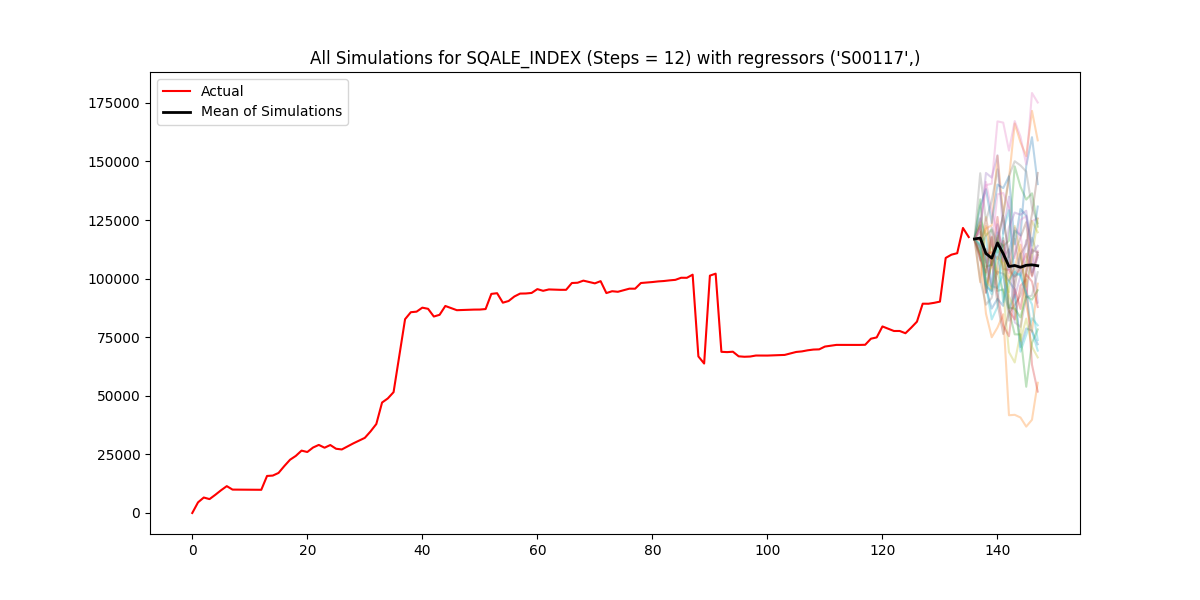 All Simulations for SQALE_INDEX (Steps = 12) with regressors ('S00117',)
Actual
Mean of Simulations
175000
150000
125000
100000
75000
50000
25000
0
0 20 40 60 80 100 120 140